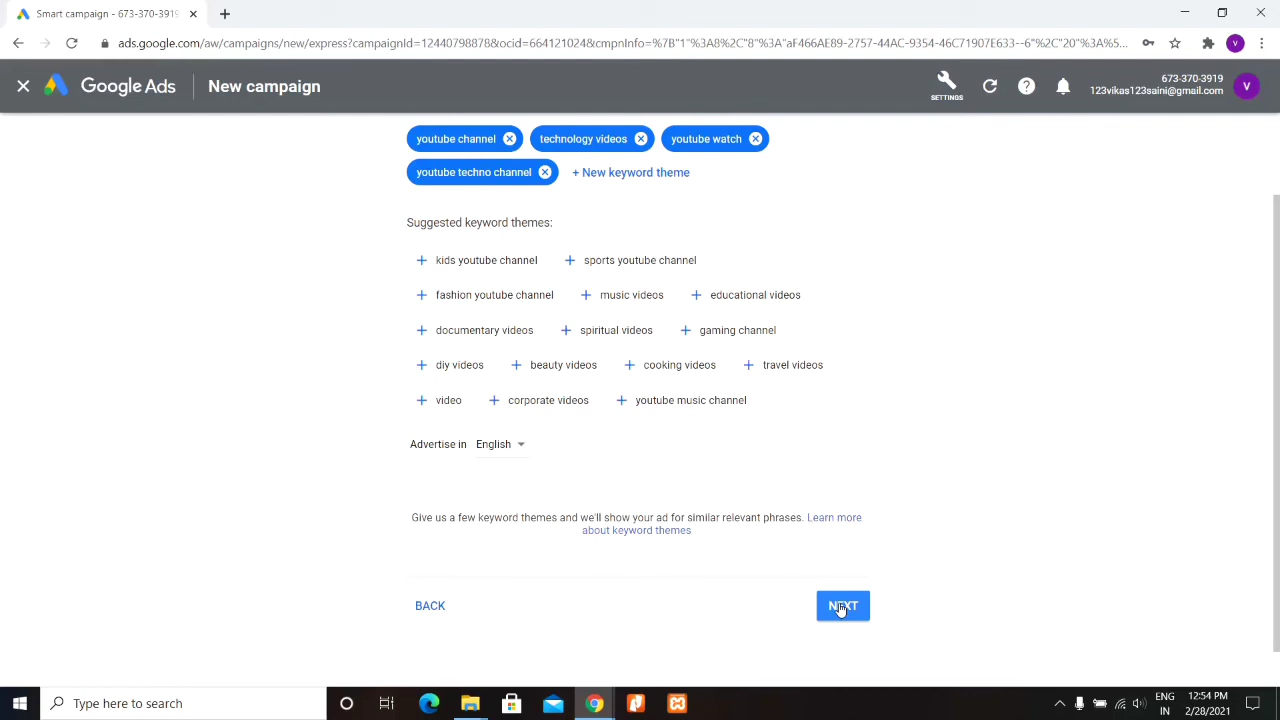 Smart campaign - 673-370-3919
ads.google.com/aw/campaigns/new/express?campaignId=12440798878&ocid=664121024&cmpnInfo=%7B"1"%3A8%2C"8"%3A"aF466AE89-2757-44AC-9354-46C71907E633--6"%2C"20"%3A%5...
V
Google Ads
New campaign
SETTINGS
673-370-3919
123vikas123saini@gmail.com
V
youtube channel
technology videos
youtube watch
youtube techno channel
+ New keyword theme
Suggested keyword themes:
+ kids youtube channel
+ sports youtube channel
+ fashion youtube channel
+ music videos
+ educational videos
+ documentary videos
+ spiritual videos
+ gaming channel
+ diy videos
+ beauty videos
+ cooking videos
+ travel videos
+ video
+ corporate videos
+ youtube music channel
Advertise in English
Give us a few keyword themes and we'll show your ad for similar relevant phrases. Learn more
about keyword themes
BACK
NEXT
Type here to search
ENG
IN
12:54 PM
2/28/2021